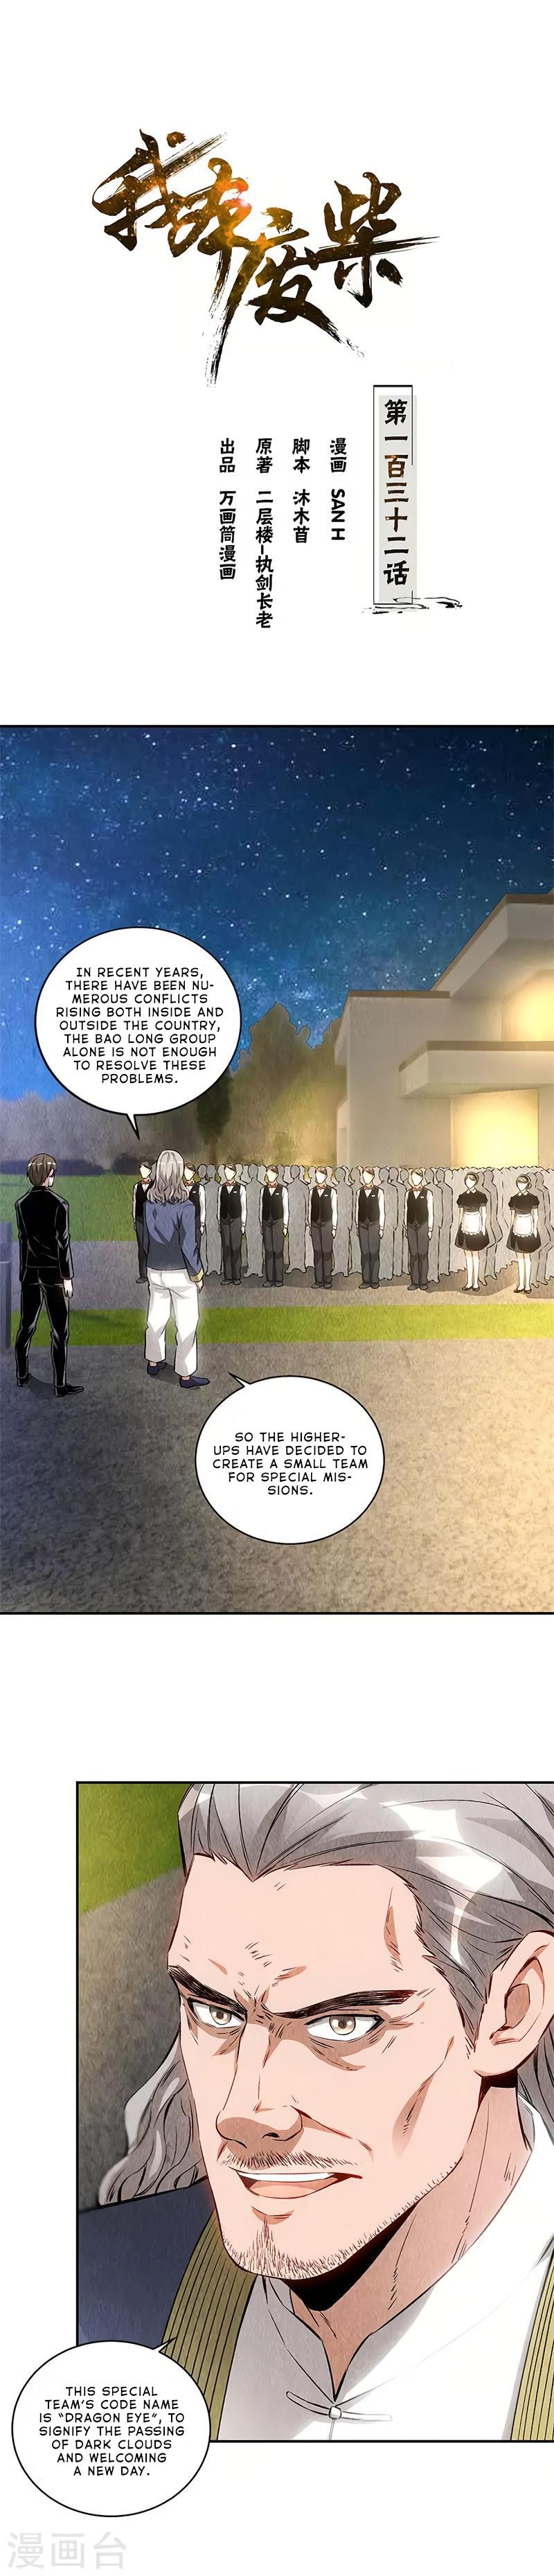 我本废柴
第一百三十二话
漫画 SAN H
脚本 沐木苜
原著 二层楼-执剑长老
出品 万画筒漫画
IN RECENT YEARS,
THERE HAVE BEEN NU-
MEROUS CONFLICTS
RISING BOTH INSIDE AND
OUTSIDE THE COUNTRY,
THE BAO LONG GROUP
ALONE IS NOT ENOUGH
TO RESOLVE THESE
PROBLEMS.
SO THE HIGHER-
UPS HAVE DECIDED TO
CREATE A SMALL TEAM
FOR SPECIAL MIS-
SIONS.
THIS SPECIAL
TEAM'S CODE NAME
IS "DRAGON EYE", TO
SIGNIFY THE PASSING
OF DARK CLOUDS
AND WELCOMING
A NEW DAY.
漫画台